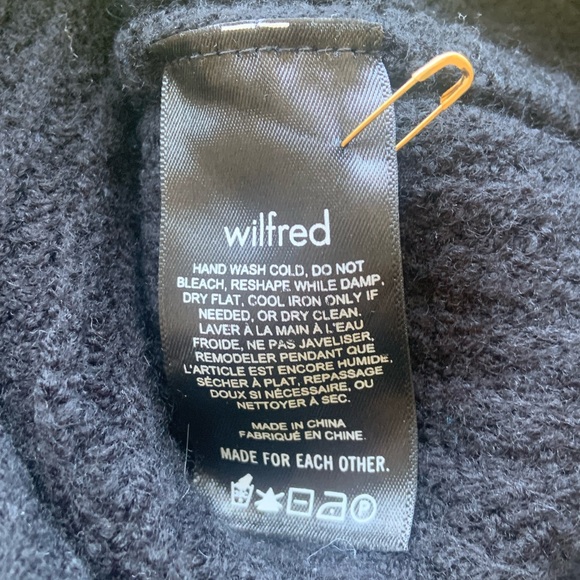 wilfred
HAND WASH COLD, DO NOT
BLEACH, RESHAPE WHILE DAMP,
DRY FLAT, COOL IRON ONLY IF
NEEDED, OR DRY CLEAN.
LAVER À LA MAIN À L'EAU
FROIDE, NE PAS JAVELISER,
REMODELER PENDANT QUE
L'ARTICLE EST ENCORE HUMIDE,
SÉCHER À PLAT, REPASSAGE
DOUX SI NÉCESSAIRE, OU
NETTOYER À SEC.
MADE IN CHINA
FABRIQUÉ EN CHINE.
MADE FOR EACH OTHER.
P